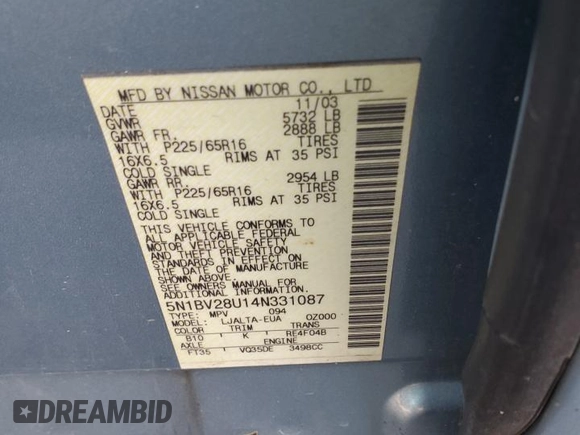 MFD BY NISSAN MOTOR CO., LTD
DATE 11/03
GVWR 5732 LB
GAWR FR. 2888 LB
WITH P225/65R16 TIRES
16X6.5 RIMS AT 35 PSI
COLD SINGLE
GAWR RR. 2954 LB
WITH P225/65R16 TIRES
16X6.5 RIMS AT 35 PSI
COLD SINGLE
THIS VEHICLE CONFORMS TO
ALL APPLICABLE FEDERAL
MOTOR VEHICLE SAFETY
AND THEFT PREVENTION
STANDARDS IN EFFECT ON
THE DATE OF MANUFACTURE
SHOWN ABOVE.
SEE OWNERS MANUAL FOR
ADDITIONAL INFORMATION.
5N1BV28U14N331087
TYPE: MPV 094
MODEL: LJALTA-EUA OZ000
COLOR TRIM TRANS
B10 K RE4F04B
AXLE ENGINE
FT35 VQ35DE 3498CC
DREAMBID